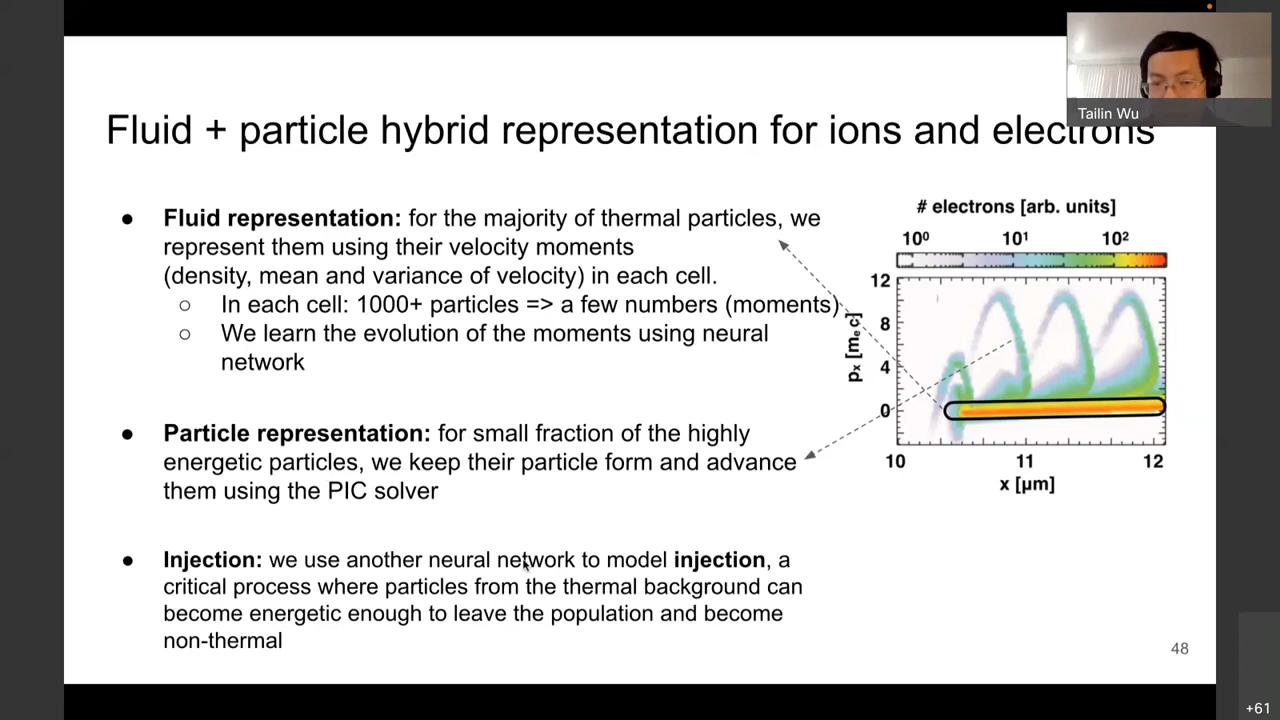 Tailin Wu
Fluid + particle hybrid representation for ions and electrons
● Fluid representation: for the majority of thermal particles, we
represent them using their velocity moments
(density, mean and variance of velocity) in each cell.
○ In each cell: 1000+ particles => a few numbers (moments)
○ We learn the evolution of the moments using neural
network
● Particle representation: for small fraction of the highly
energetic particles, we keep their particle form and advance
them using the PIC solver
● Injection: we use another neural network to model injection, a
critical process where particles from the thermal background can
become energetic enough to leave the population and become
non-thermal
# electrons [arb. units]
10⁰ 10¹ 10²
12
8
4
0
pₓ [mₑ c]
10 11 12
x [µm]
48
+61